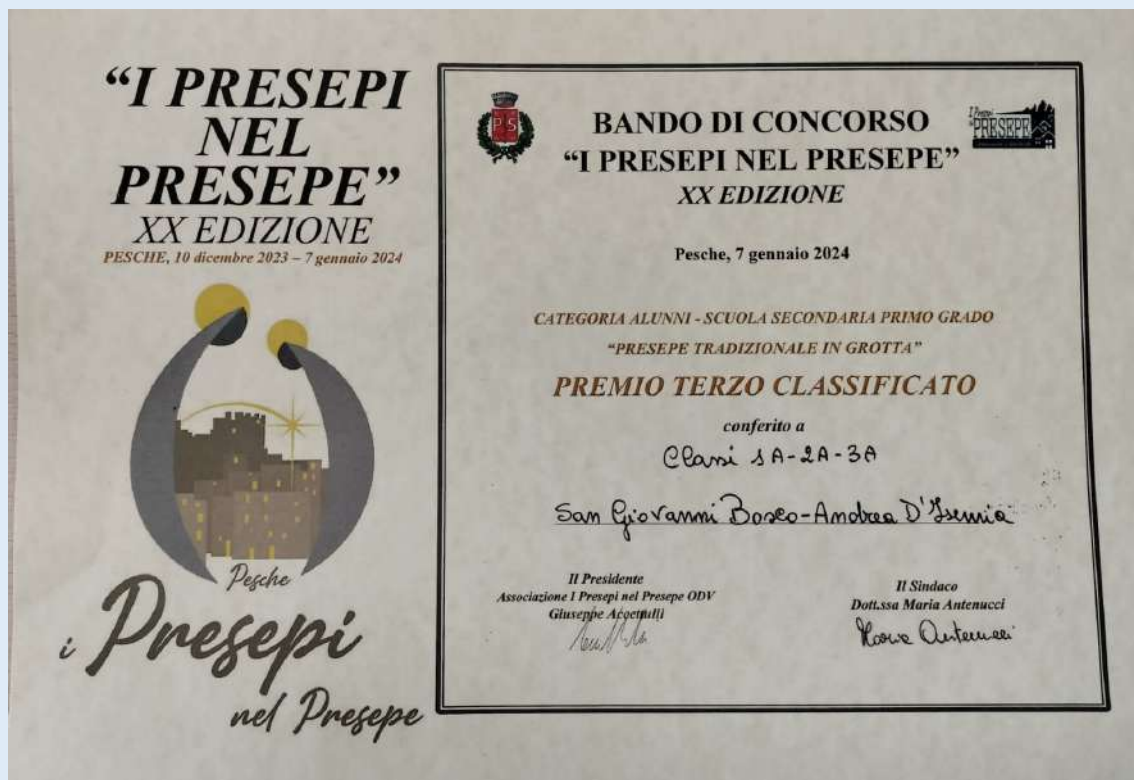 “I PRESEPI
NEL
PRESEPE”
XX EDIZIONE
PESCHE, 10 dicembre 2023 – 7 gennaio 2024
Pesche
i Presepi
nel Presepe
P S
I Presepi
nel PRESEPE
BANDO DI CONCORSO
“I PRESEPI NEL PRESEPE”
XX EDIZIONE
Pesche, 7 gennaio 2024
CATEGORIA ALUNNI - SCUOLA SECONDARIA PRIMO GRADO
“PRESEPE TRADIZIONALE IN GROTTA”
PREMIO TERZO CLASSIFICATO
conferito a
Classi 1A-2A-3A
San Giovanni Bosco-Andrea D'Isernia
Il Presidente
Associazione I Presepi nel Presepe ODV
Giuseppe
Il Sindaco
Dott.ssa Maria Antenucci
Maria Antenucci